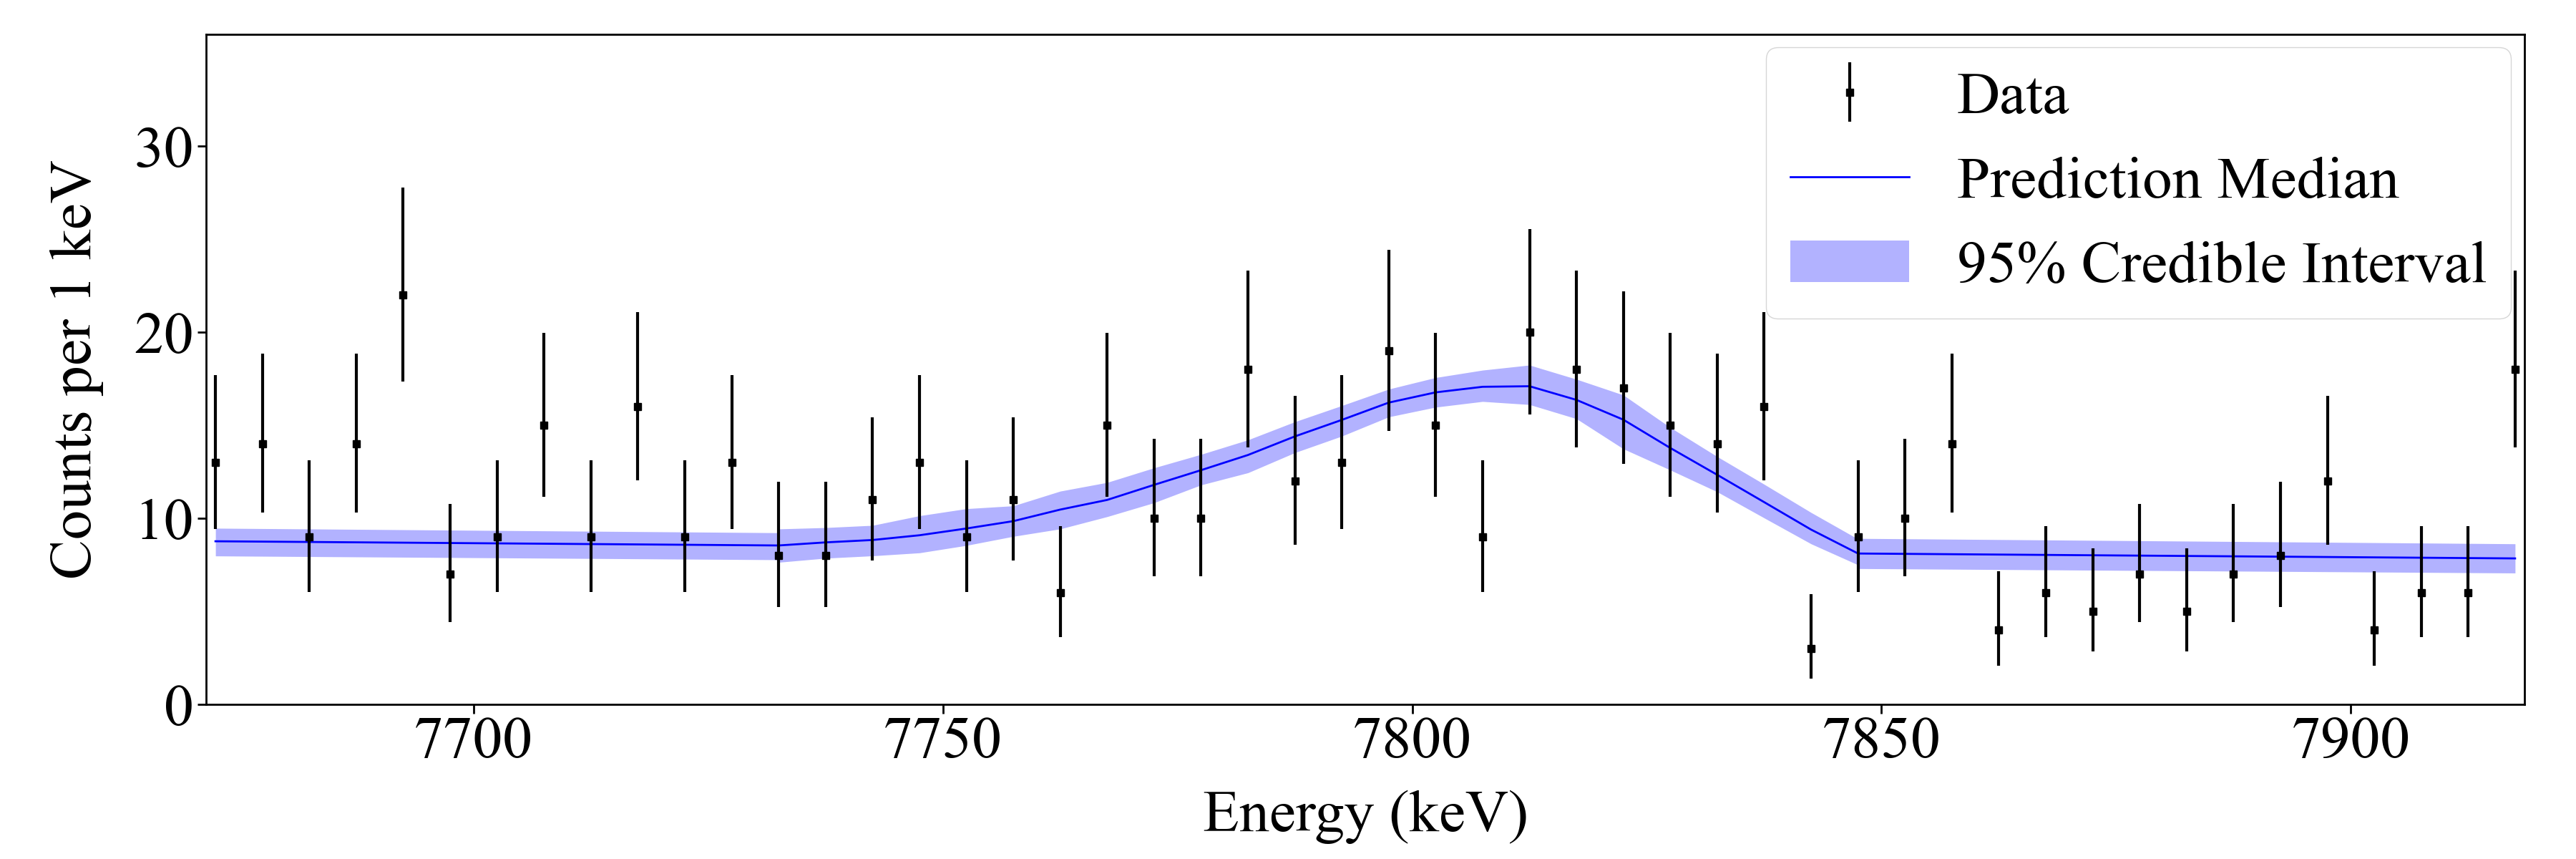 Data
Prediction Median
95% Credible Interval
Counts per 1 keV
30
20
10
0
7700 7750 7800 7850 7900
Energy (keV)